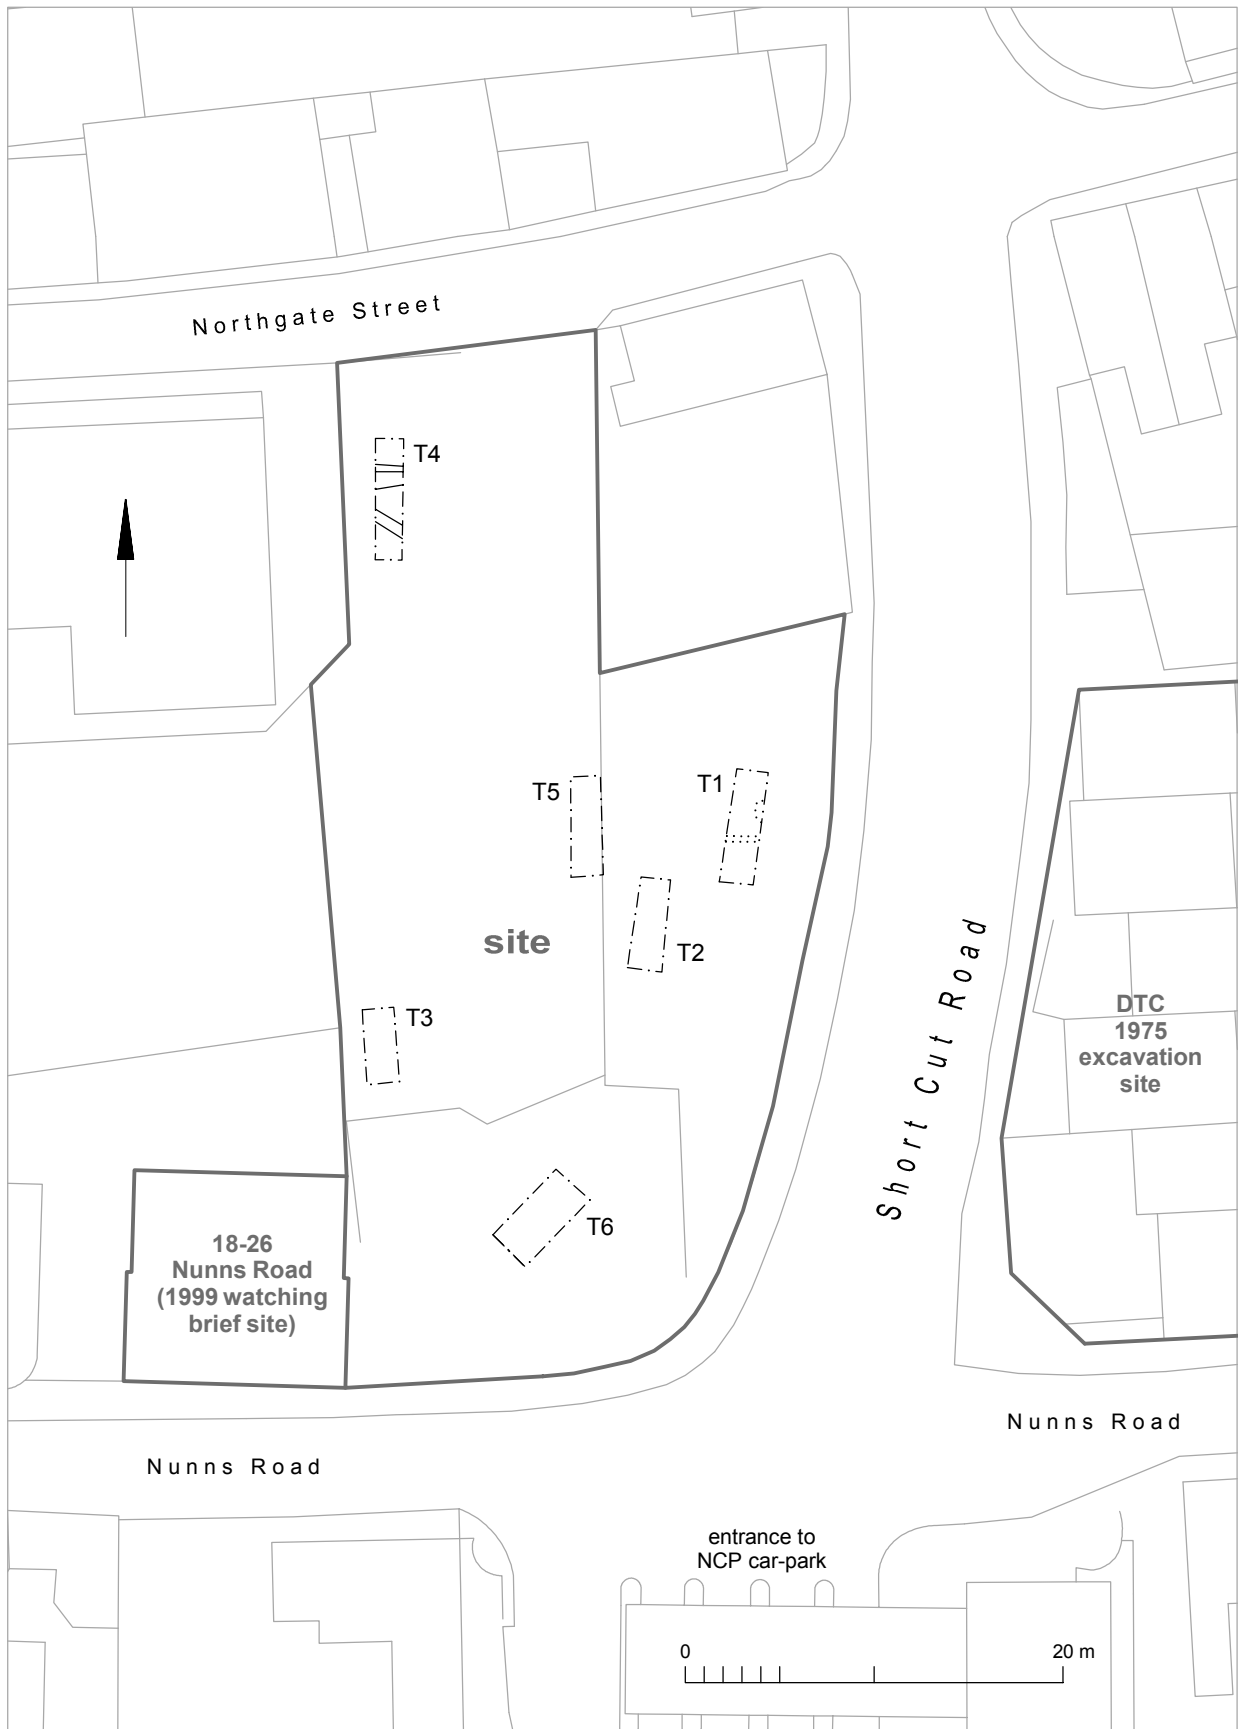 Northgate Street
T4
T5
T1
site
T2
T3
Short Cut Road
DTC
1975
excavation
site
T6
18-26
Nunns Road
(1999 watching
brief site)
Nunns Road
Nunns Road
entrance to
NCP car-park
0
20 m